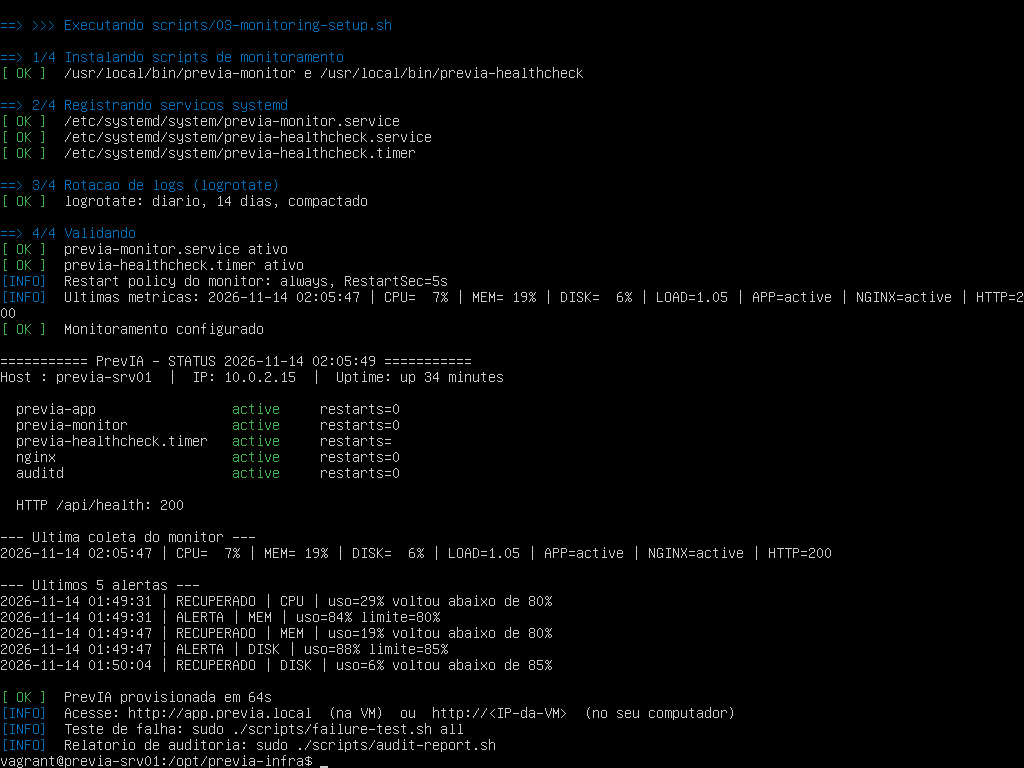 ==> >>> Executando scripts/03-monitoring-setup.sh
==> 1/4 Instalando scripts de monitoramento
[ OK ]  /usr/local/bin/previa-monitor e /usr/local/bin/previa-healthcheck
==> 2/4 Registrando servicos systemd
[ OK ]  /etc/systemd/system/previa-monitor.service
[ OK ]  /etc/systemd/system/previa-healthcheck.service
[ OK ]  /etc/systemd/system/previa-healthcheck.timer
==> 3/4 Rotacao de logs (logrotate)
[ OK ]  logrotate: diario, 14 dias, compactado
==> 4/4 Validando
[ OK ]  previa-monitor.service ativo
[ OK ]  previa-healthcheck.timer ativo
[INFO]  Restart policy do monitor: always, RestartSec=5s
[INFO]  Ultimas metricas: 2026-11-14 02:05:47 | CPU=  7% | MEM= 19% | DISK=  6% | LOAD=1.05 | APP=active | NGINX=active | HTTP=2
00
[ OK ]  Monitoramento configurado
=========== PrevIA - STATUS 2026-11-14 02:05:49 ===========
Host : previa-srv01  |  IP: 10.0.2.15  |  Uptime: up 34 minutes
previa-app                 active     restarts=0
previa-monitor             active     restarts=0
previa-healthcheck.timer   active     restarts=
nginx                      active     restarts=0
auditd                     active     restarts=0
HTTP /api/health: 200
--- Ultima coleta do monitor ---
2026-11-14 02:05:47 | CPU=  7% | MEM= 19% | DISK=  6% | LOAD=1.05 | APP=active | NGINX=active | HTTP=200
--- Ultimos 5 alertas ---
2026-11-14 01:49:31 | RECUPERADO | CPU | uso=29% voltou abaixo de 80%
2026-11-14 01:49:31 | ALERTA | MEM | uso=84% limite=80%
2026-11-14 01:49:47 | RECUPERADO | MEM | uso=19% voltou abaixo de 80%
2026-11-14 01:49:47 | ALERTA | DISK | uso=88% limite=85%
2026-11-14 01:50:04 | RECUPERADO | DISK | uso=6% voltou abaixo de 85%
[ OK ]  PrevIA provisionada em 64s
[INFO]  Acesse: http://app.previa.local  (na VM)  ou  http://<IP-da-VM>  (no seu computador)
[INFO]  Teste de falha: sudo ./scripts/failure-test.sh all
[INFO]  Relatorio de auditoria: sudo ./scripts/audit-report.sh
vagrant@previa-srv01:/opt/previa-infra$ _